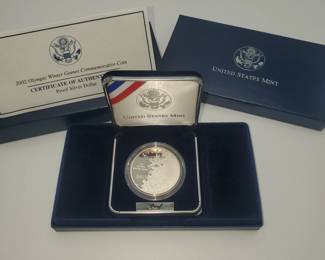 2002 Olympic Winter Games Commemorative Coin
CERTIFICATE OF AUTHENTICITY
Proof Silver Dollar
UNITED STATES MINT
UNITED STATES MINT